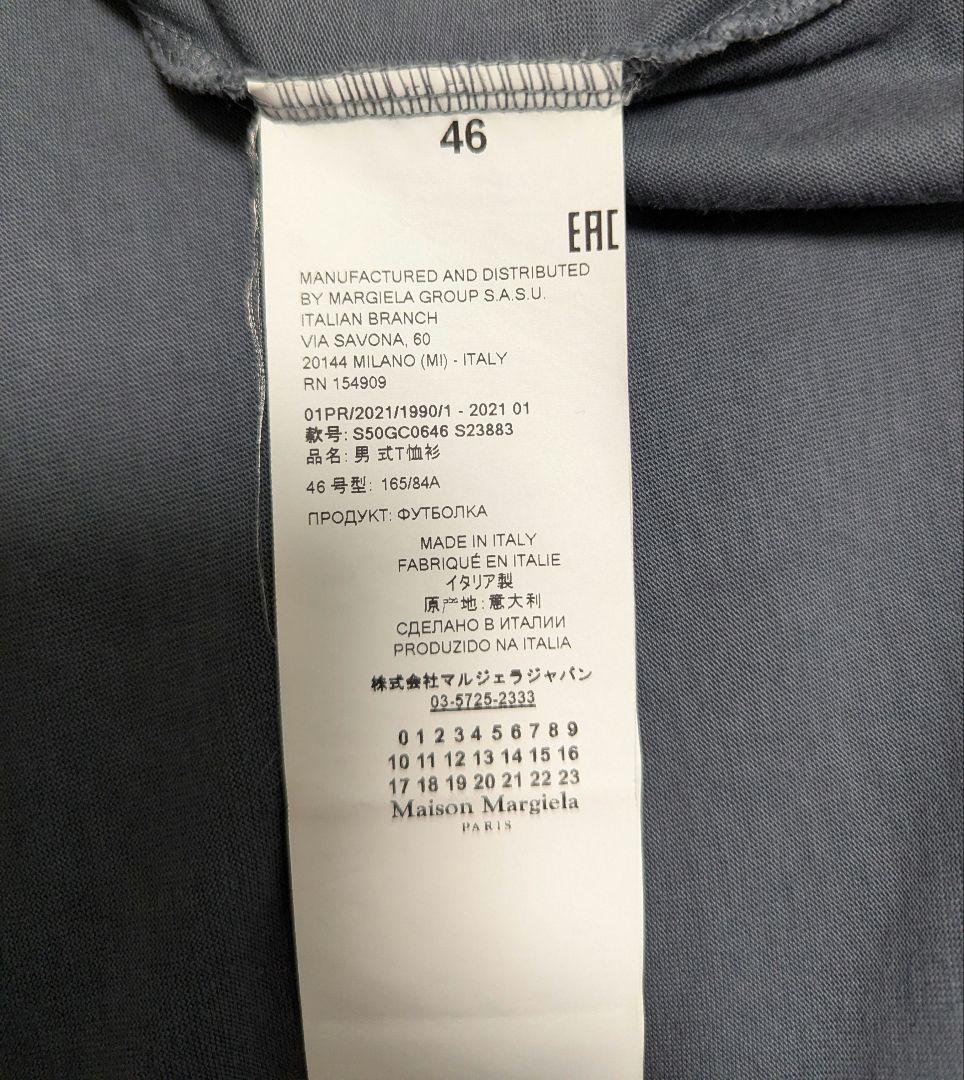 46
EAC
MANUFACTURED AND DISTRIBUTED
BY MARGIELA GROUP S.A.S.U.
ITALIAN BRANCH
VIA SAVONA, 60
20144 MILANO (MI) - ITALY
RN 154909
01PR/2021/1990/1 - 2021 01
款号: S50GC0646 S23883
品名: 男 式T恤衫
46 号型: 165/84A
ПРОДУКТ: ФУТБОЛКА
MADE IN ITALY
FABRIQUÉ EN ITALIE
イタリア製
原产地:意大利
СДЕЛАНО В ИТАЛИИ
PRODUZIDO NA ITALIA
株式会社マルジェラジャパン
03-5725-2333
0 1 2 3 4 5 6 7 8 9
10 11 12 13 14 15 16
17 18 19 20 21 22 23
Maison Margiela
PARIS